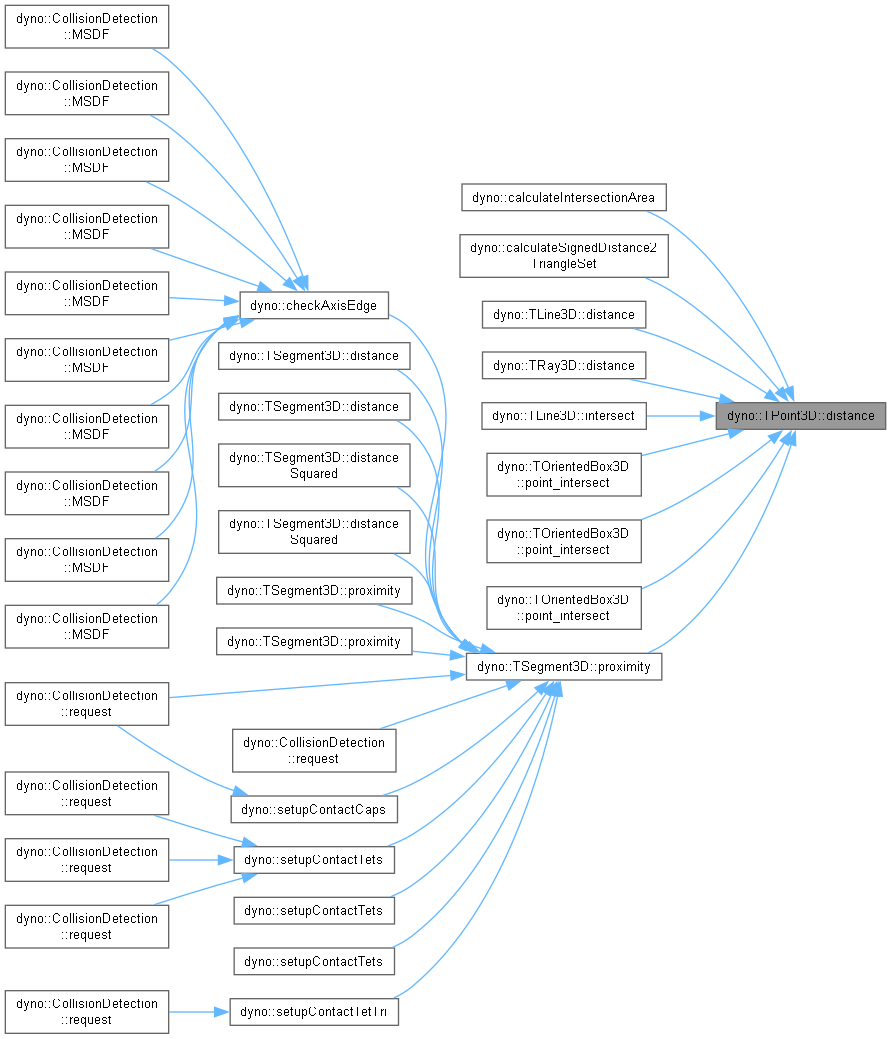 dyno::CollisionDetection
::MSDF
dyno::CollisionDetection
::MSDF
dyno::CollisionDetection
::MSDF
dyno::CollisionDetection
::MSDF
dyno::CollisionDetection
::MSDF
dyno::CollisionDetection
::MSDF
dyno::CollisionDetection
::MSDF
dyno::CollisionDetection
::MSDF
dyno::CollisionDetection
::MSDF
dyno::CollisionDetection
::MSDF
dyno::CollisionDetection
::request
dyno::CollisionDetection
::request
dyno::CollisionDetection
::request
dyno::CollisionDetection
::request
dyno::CollisionDetection
::request
dyno::checkAxisEdge
dyno::TSegment3D::distance
dyno::TSegment3D::distance
dyno::TSegment3D::distance
Squared
dyno::TSegment3D::distance
Squared
dyno::TSegment3D::proximity
dyno::TSegment3D::proximity
dyno::CollisionDetection
::request
dyno::setupContactCaps
dyno::setupContactTets
dyno::setupContactTets
dyno::setupContactTets
dyno::setupContactTetTri
dyno::calculateIntersectionArea
dyno::calculateSignedDistance2
TriangleSet
dyno::TLine3D::distance
dyno::TRay3D::distance
dyno::TLine3D::intersect
dyno::TOrientedBox3D
::point_intersect
dyno::TOrientedBox3D
::point_intersect
dyno::TOrientedBox3D
::point_intersect
dyno::TSegment3D::proximity
dyno::TPoint3D::distance